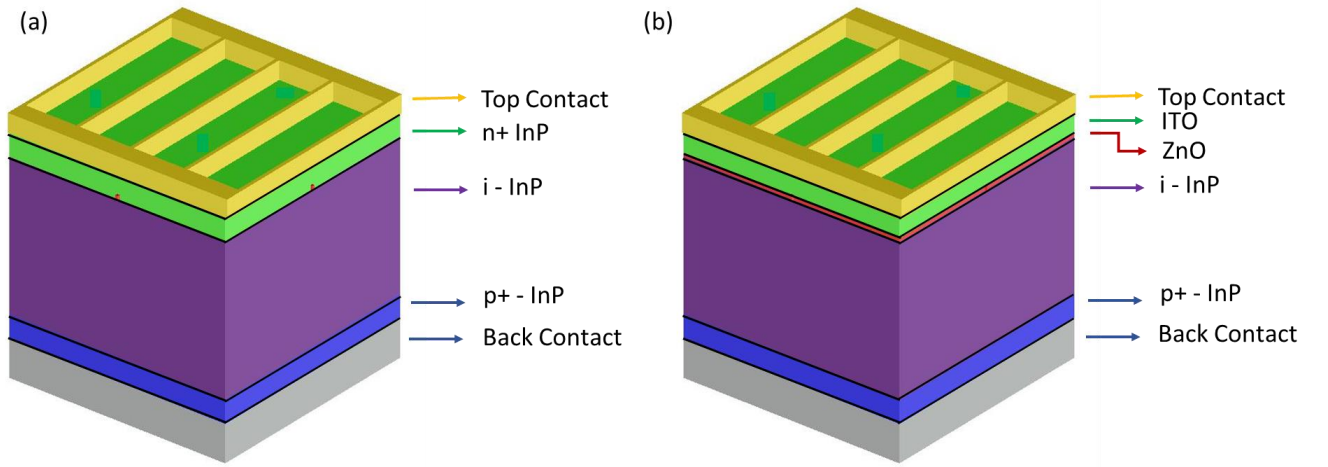 (a)
Top Contact
n+ InP
i - InP
p+ - InP
Back Contact
(b)
Top Contact
ITO
ZnO
i - InP
p+ - InP
Back Contact